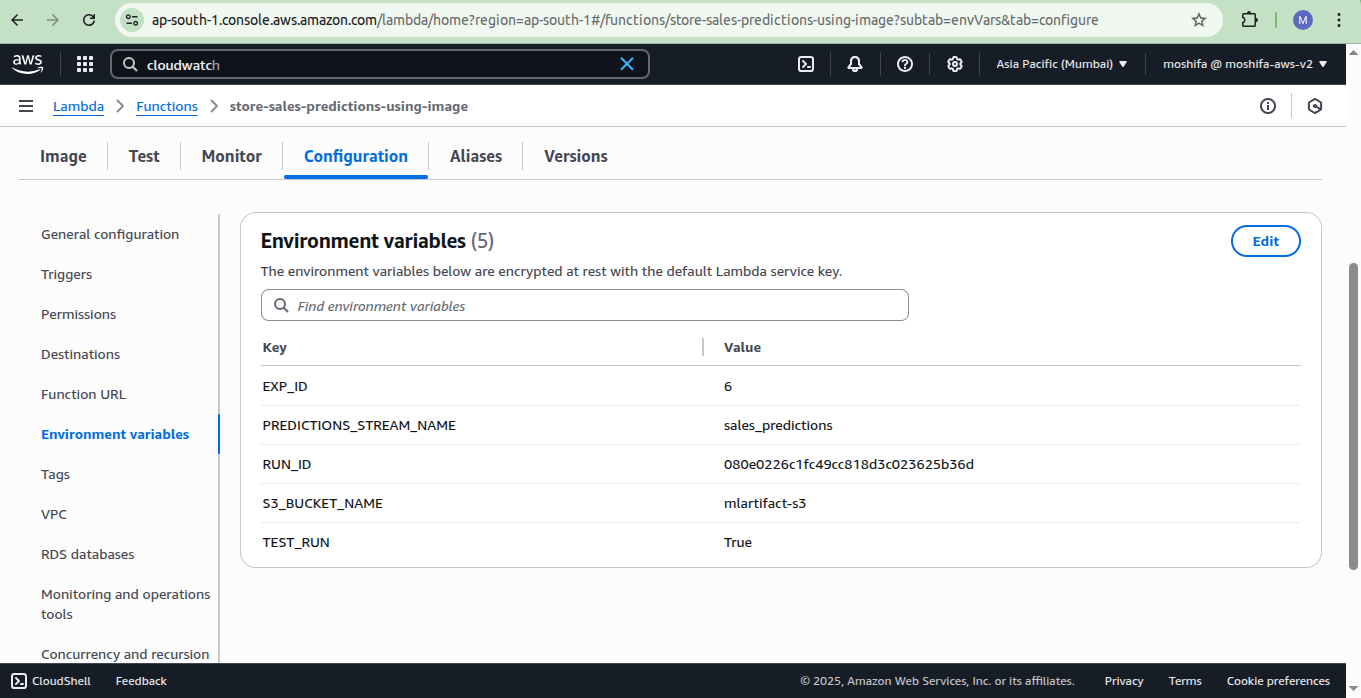 ap-south-1.console.aws.amazon.com/lambda/home?region=ap-south-1#/functions/store-sales-predictions-using-image?subtab=envVars&tab=configure
M
aws
cloudwatch
Asia Pacific (Mumbai)
moshifa @ moshifa-aws-v2
Lambda
Functions
store-sales-predictions-using-image
Image
Test
Monitor
Configuration
Aliases
Versions
General configuration
Triggers
Permissions
Destinations
Function URL
Environment variables
Tags
VPC
RDS databases
Monitoring and operations
tools
Concurrency and recursion
Environment variables (5)
Edit
The environment variables below are encrypted at rest with the default Lambda service key.
Find environment variables
Key Value
EXP_ID 6
PREDICTIONS_STREAM_NAME sales_predictions
RUN_ID 080e0226c1fc49cc818d3c023625b36d
S3_BUCKET_NAME mlartifact-s3
TEST_RUN True
CloudShell
Feedback
© 2025, Amazon Web Services, Inc. or its affiliates.
Privacy
Terms
Cookie preferences